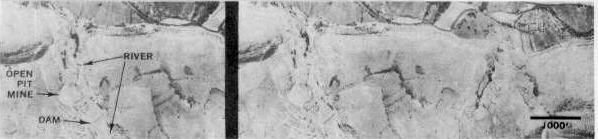 RIVER
OPEN
PIT
MINE
DAM
1000'